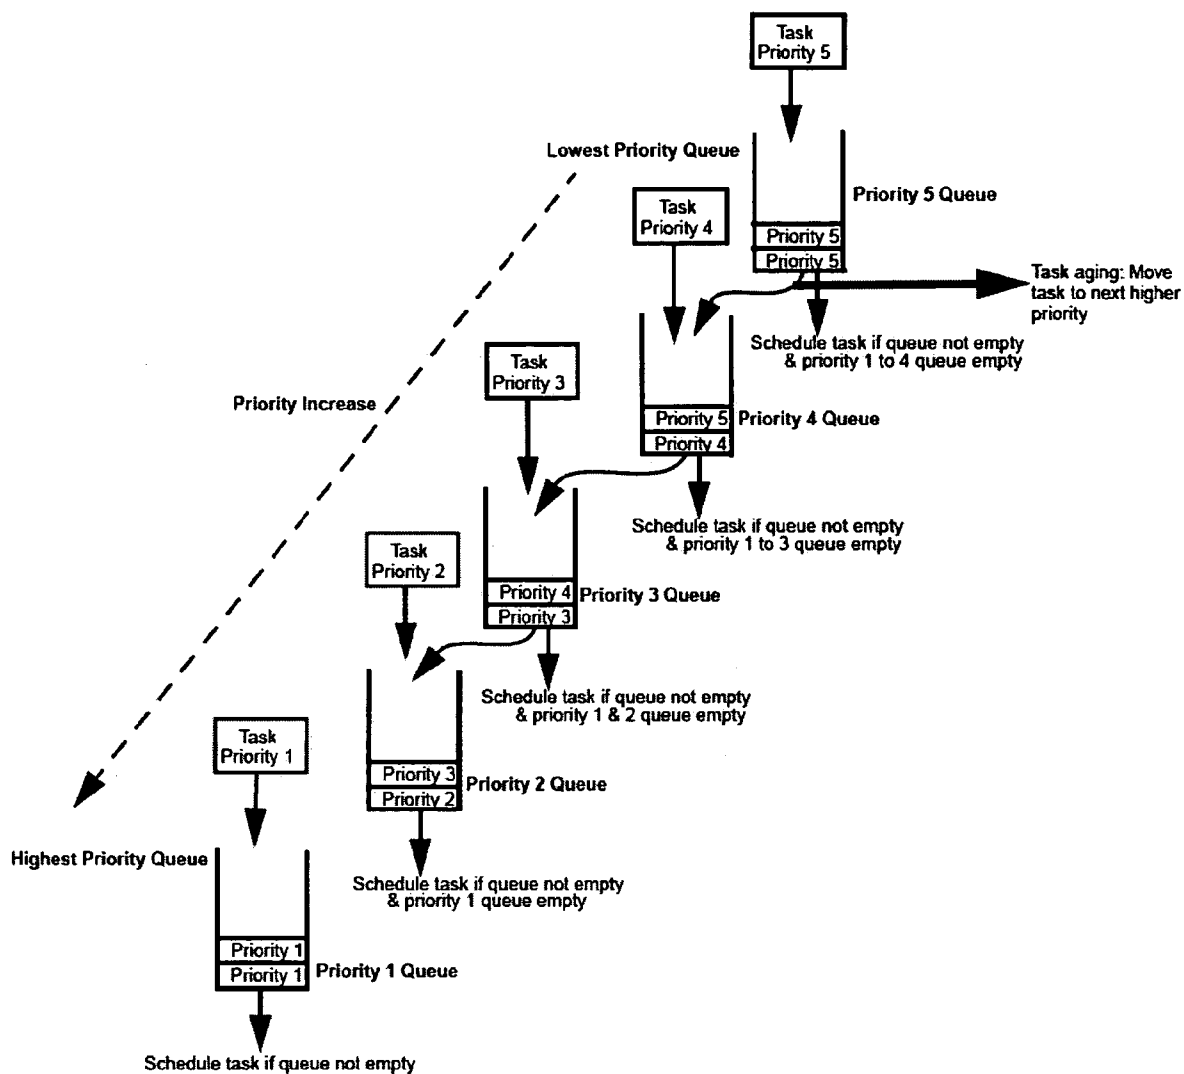 Task
Priority 5
Lowest Priority Queue
Priority 5 Queue
Task
Priority 4
Priority 5
Priority 5
Task aging: Move
task to next higher
priority
Schedule task if queue not empty
& priority 1 to 4 queue empty
Task
Priority 3
Priority Increase
Priority 5
Priority 4 Queue
Priority 4
Schedule task if queue not empty
& priority 1 to 3 queue empty
Task
Priority 2
Priority 4
Priority 3 Queue
Priority 3
Schedule task if queue not empty
& priority 1 & 2 queue empty
Task
Priority 1
Priority 3
Priority 2 Queue
Priority 2
Highest Priority Queue
Schedule task if queue not empty
& priority 1 queue empty
Priority 1
Priority 1
Priority 1 Queue
Schedule task if queue not empty